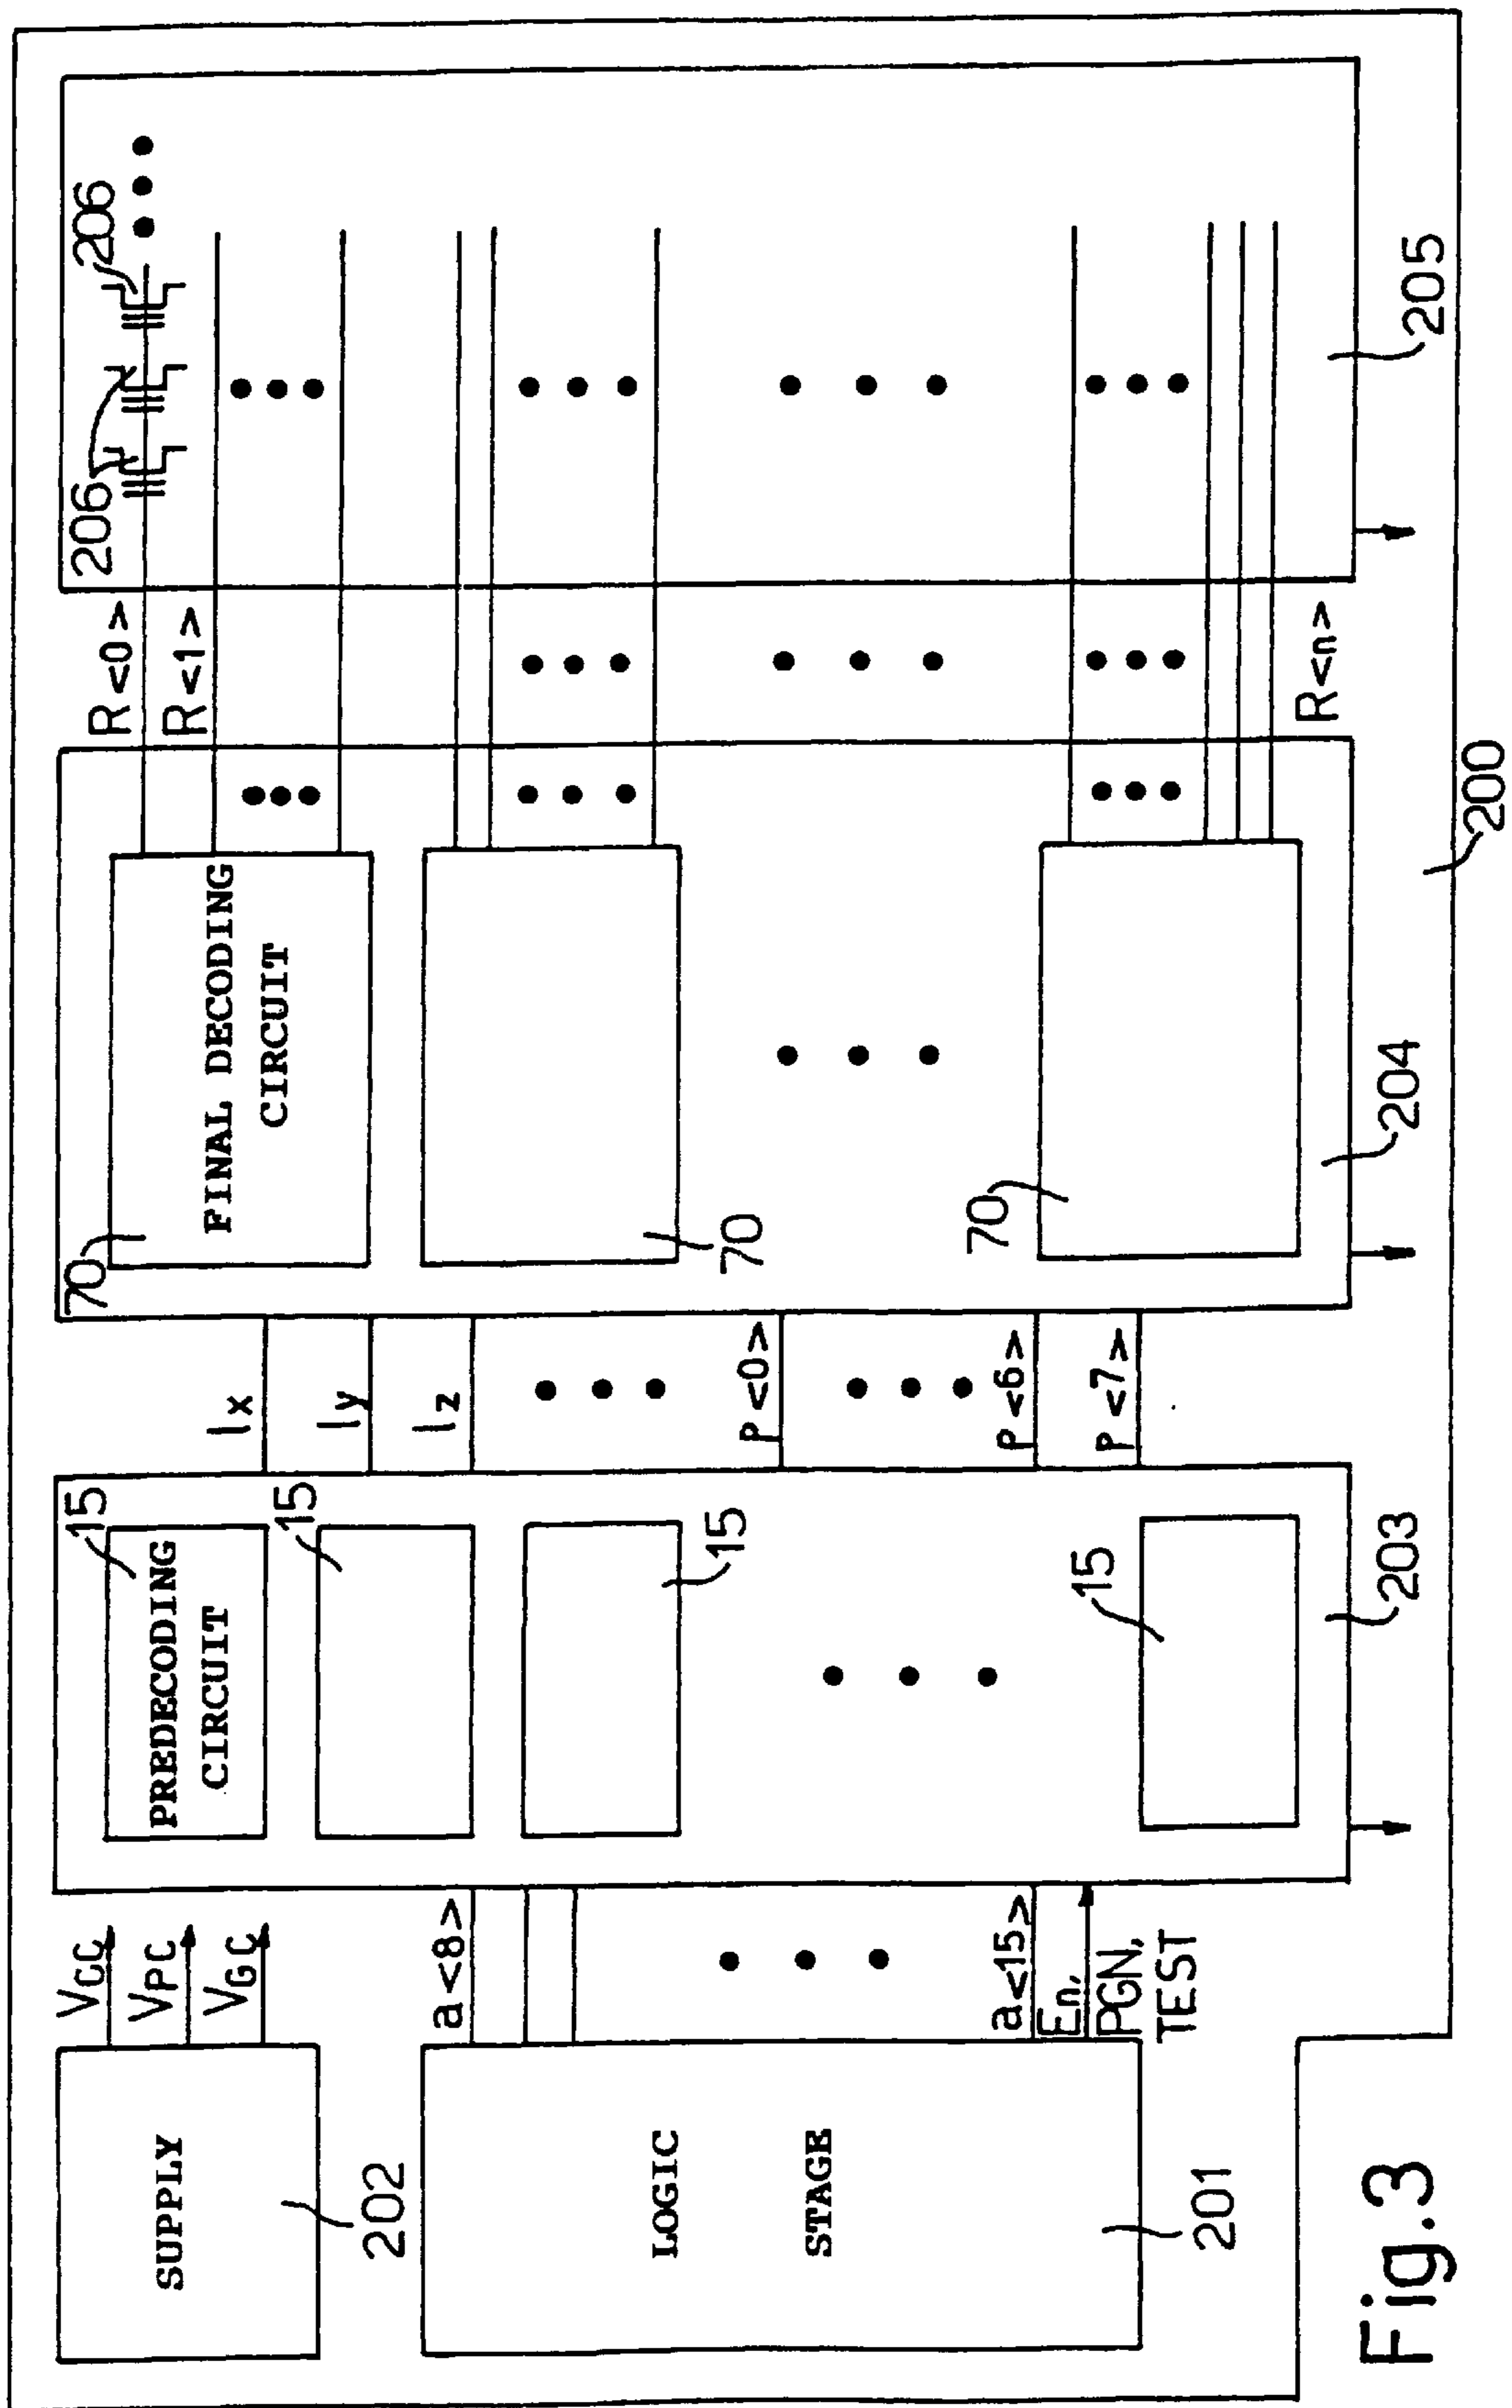 SUPPLY
202
LOGIC
STAGE
201
VCC
VPC
VGC
a<8>
a<15>
En,
PGN,
TEST
15
PREDECODING
CIRCUIT
15
15
15
203
Ix
Iy
Iz
P<0>
P<6>
P<7>
70
FINAL DECODING
CIRCUIT
70
70
204
R<0>
R<1>
R<n>
206
206
205
200
Fig.3